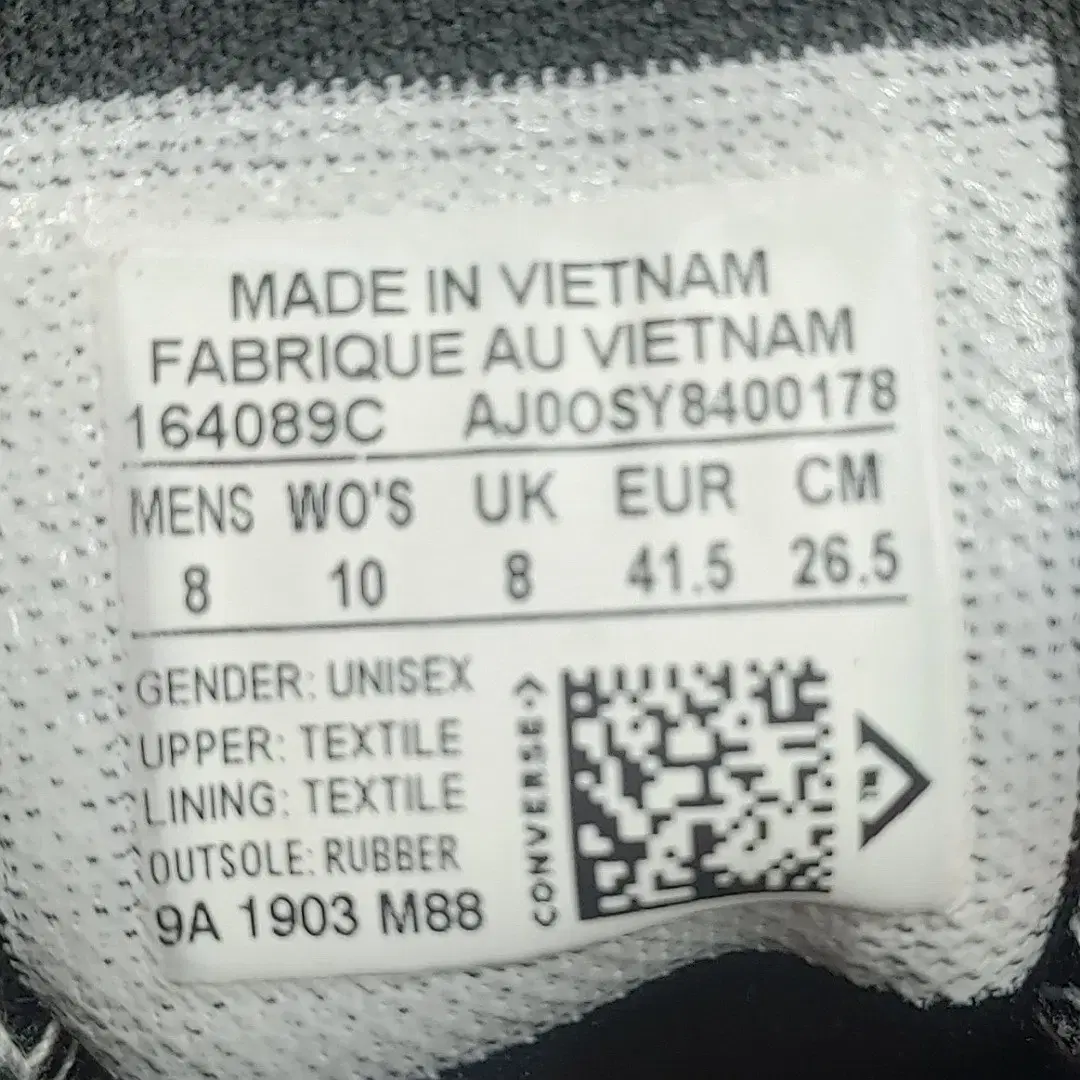 MADE IN VIETNAM
FABRIQUE AU VIETNAM
164089C AJ00SY8400178
MENS WO'S UK EUR CM
8 10 8 41.5 26.5
GENDER: UNISEX
UPPER: TEXTILE
LINING: TEXTILE
OUTSOLE: RUBBER
9A 1903 M88
CONVERSE